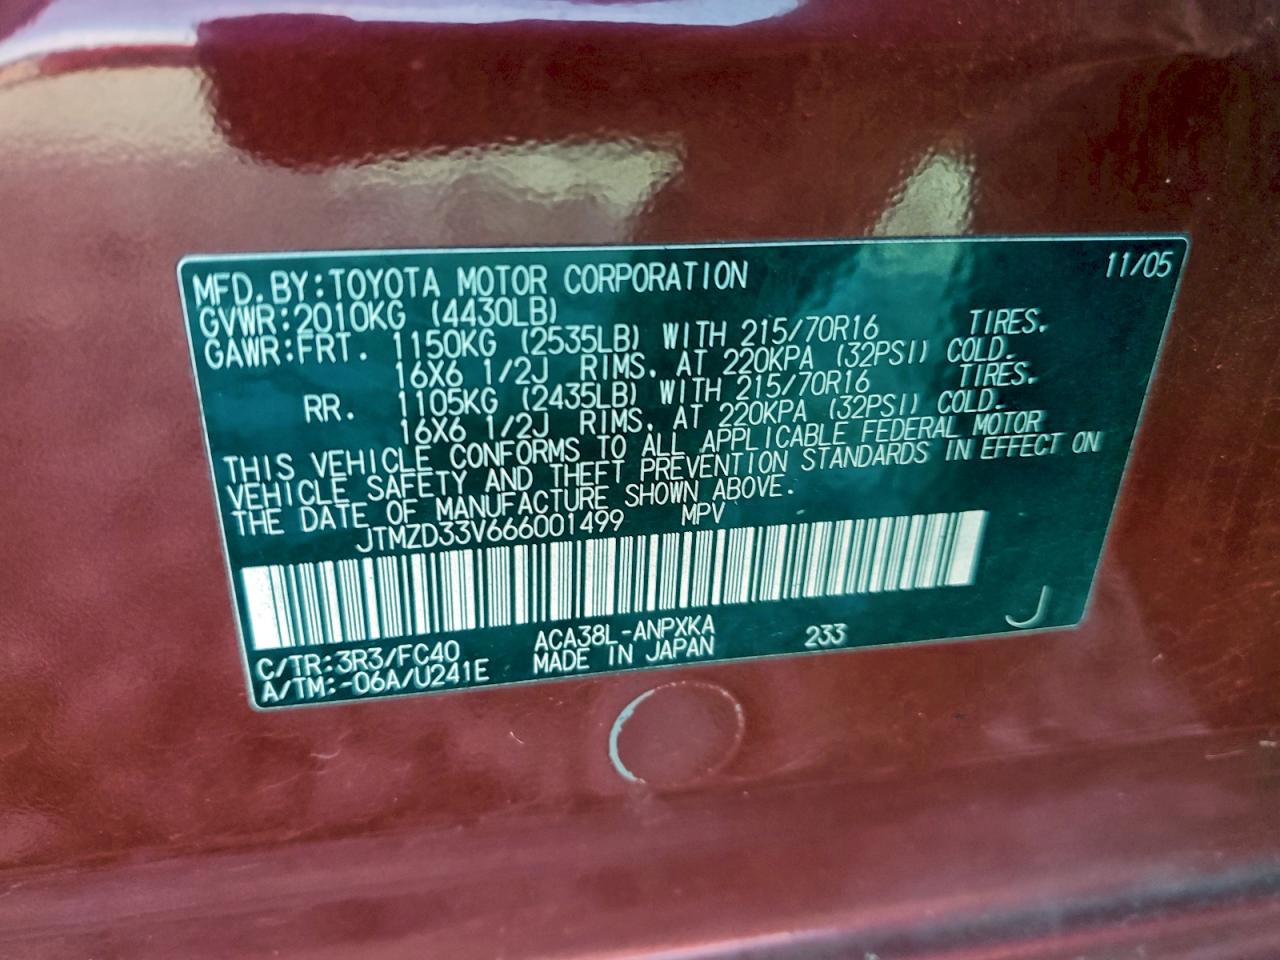 MFD. BY: TOYOTA MOTOR CORPORATION 11/05
GVWR: 2010KG (4430LB)
GAWR: FRT. 1150KG (2535LB) WITH 215/70R16 TIRES.
16X6 1/2J RIMS, AT 220KPA (32PSI) COLD.
RR. 1105KG (2435LB) WITH 215/70R16 TIRES.
16X6 1/2J RIMS, AT 220KPA (32PSI) COLD.
THIS VEHICLE CONFORMS TO ALL APPLICABLE FEDERAL MOTOR
VEHICLE SAFETY AND THEFT PREVENTION STANDARDS IN EFFECT ON
THE DATE OF MANUFACTURE SHOWN ABOVE.
JTMZD33V666001499 MPV
C/TR: 3R3/FC40 ACA38L-ANPXKA 233 J
A/TM: -06A/U241E MADE IN JAPAN